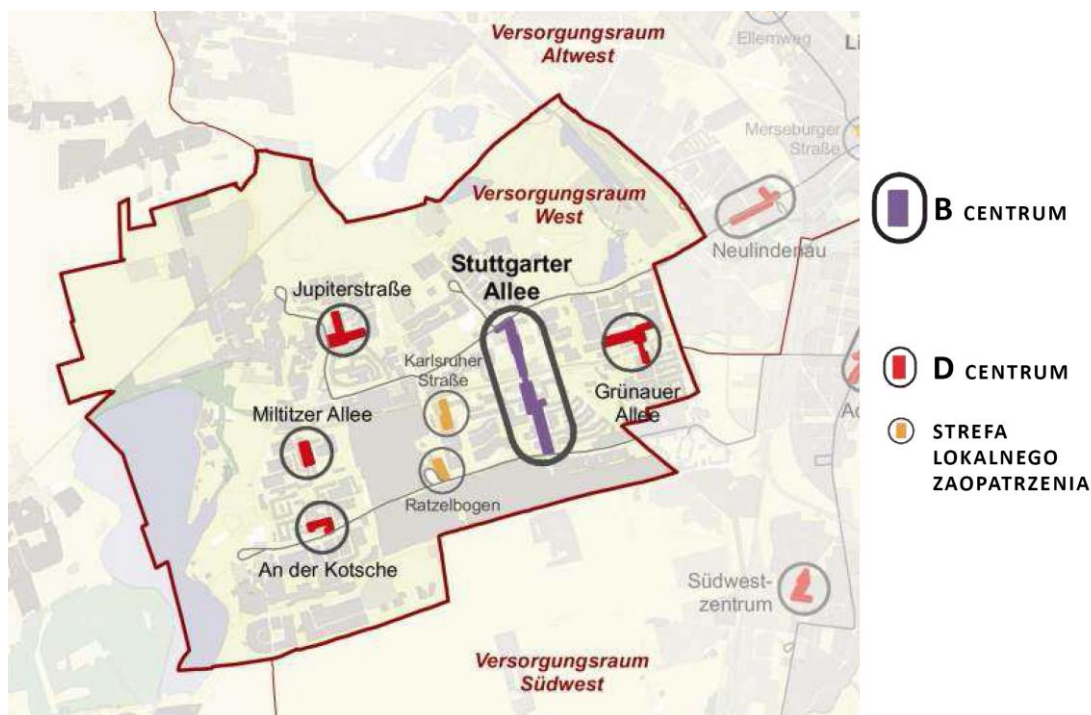 Versorgungsraum
Altwest
Ellernweg
Li
Merseburger
Straße
Versorgungsraum
West
Neulindenau
Stuttgarter
Allee
Jupiterstraße
Karlsruher
Straße
Grünauer
Allee
Miltitzer Allee
Ratzelbogen
An der Kotsche
Südwest-
zentrum
Versorgungsraum
Südwest
B CENTRUM
D CENTRUM
STREFA
LOKALNEGO
ZAOPATRZENIA